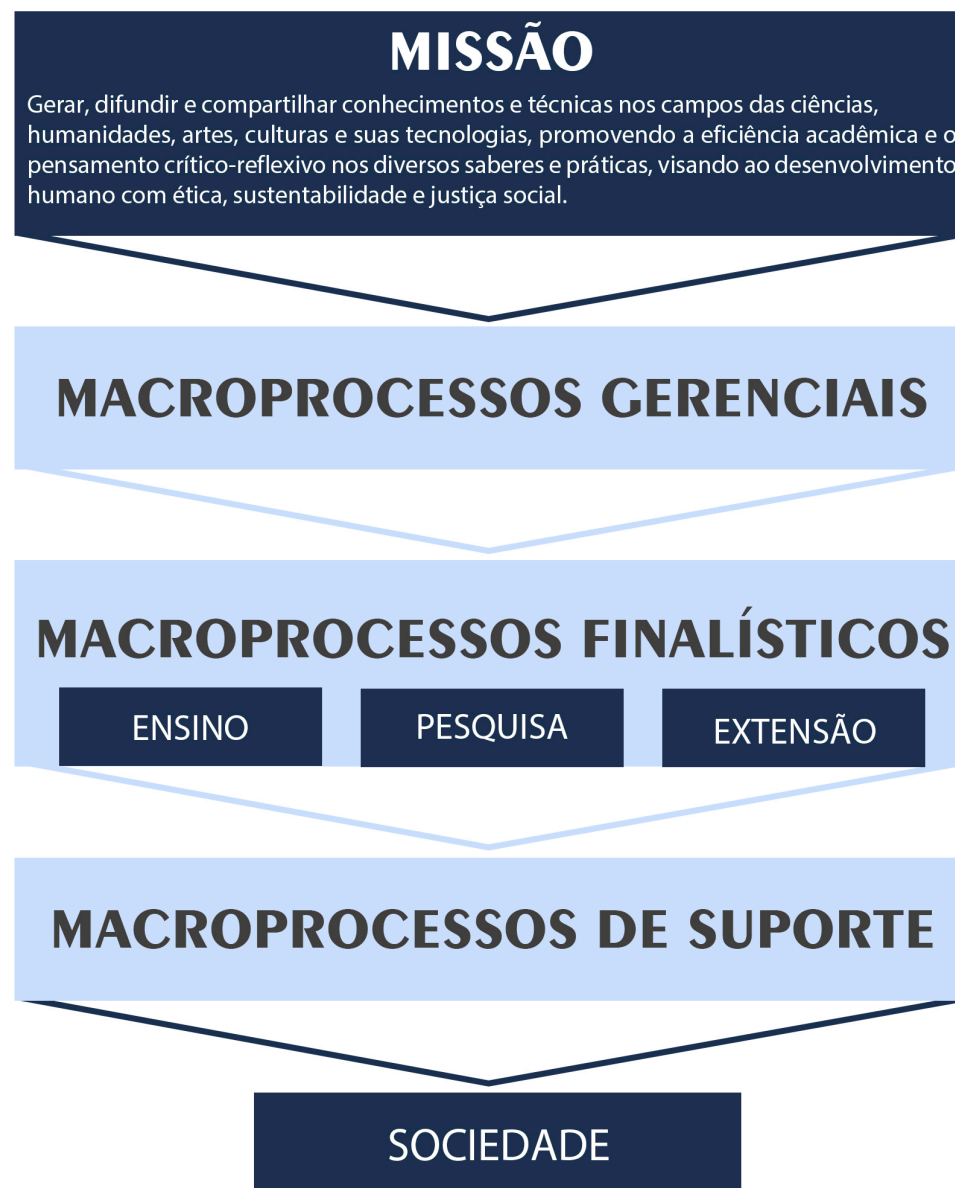 MISSÃO
Gerar, difundir e compartilhar conhecimentos e técnicas nos campos das ciências,
humanidades, artes, culturas e suas tecnologias, promovendo a eficiência acadêmica e o
pensamento crítico-reflexivo nos diversos saberes e práticas, visando ao desenvolvimento
humano com ética, sustentabilidade e justiça social.
MACROPROCESSOS GERENCIAIS
MACROPROCESSOS FINALÍSTICOS
ENSINO PESQUISA EXTENSÃO
MACROPROCESSOS DE SUPORTE
SOCIEDADE